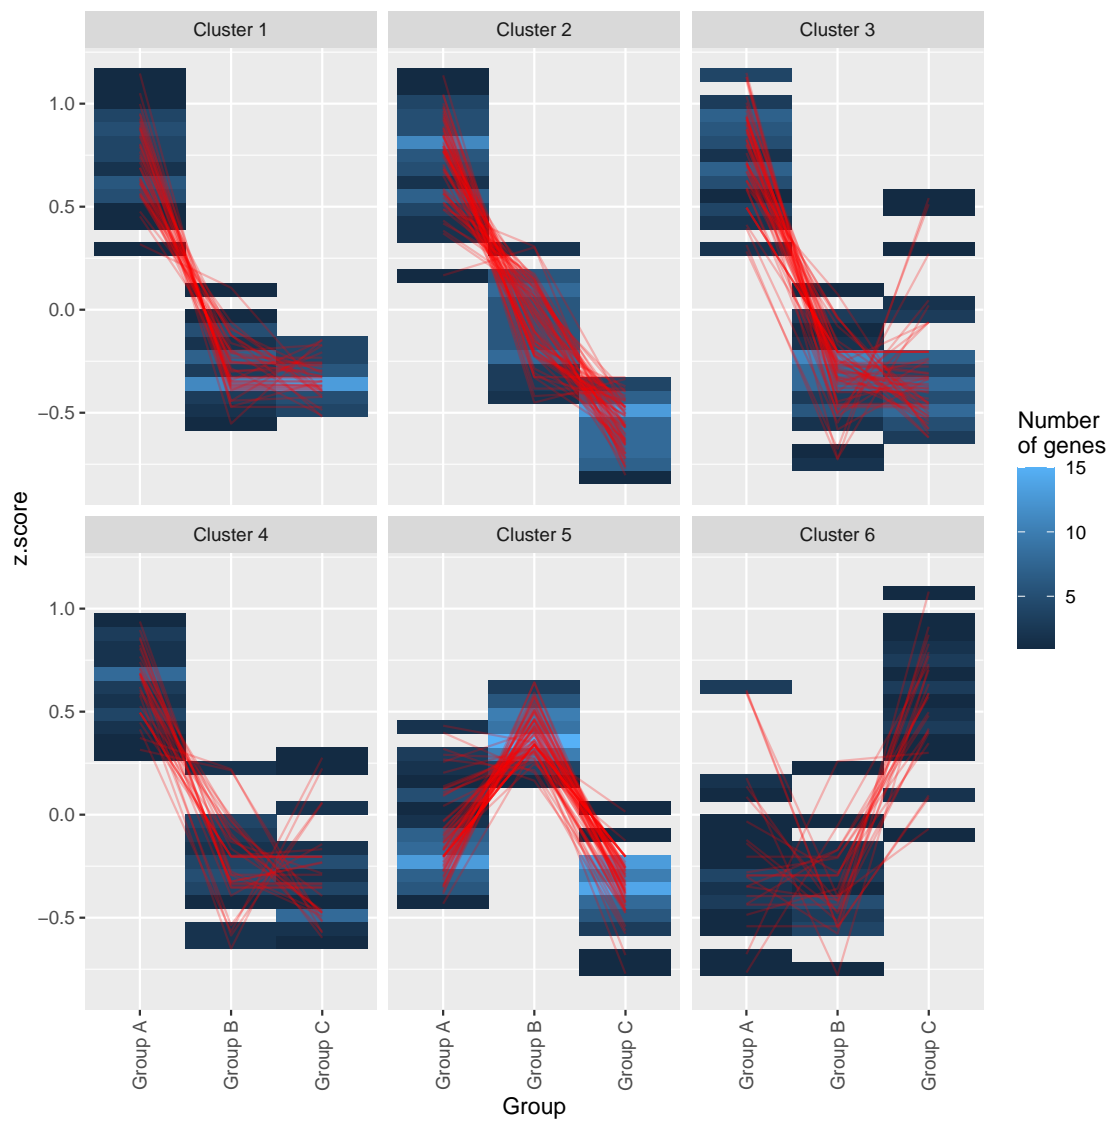 Cluster 1
Cluster 2
Cluster 3
1.0
0.5
0.0
−0.5
Cluster 4
Cluster 5
Cluster 6
1.0
0.5
0.0
−0.5
z.score
Group A
Group B
Group C
Group A
Group B
Group C
Group A
Group B
Group C
Group
Number
of genes
15
10
5